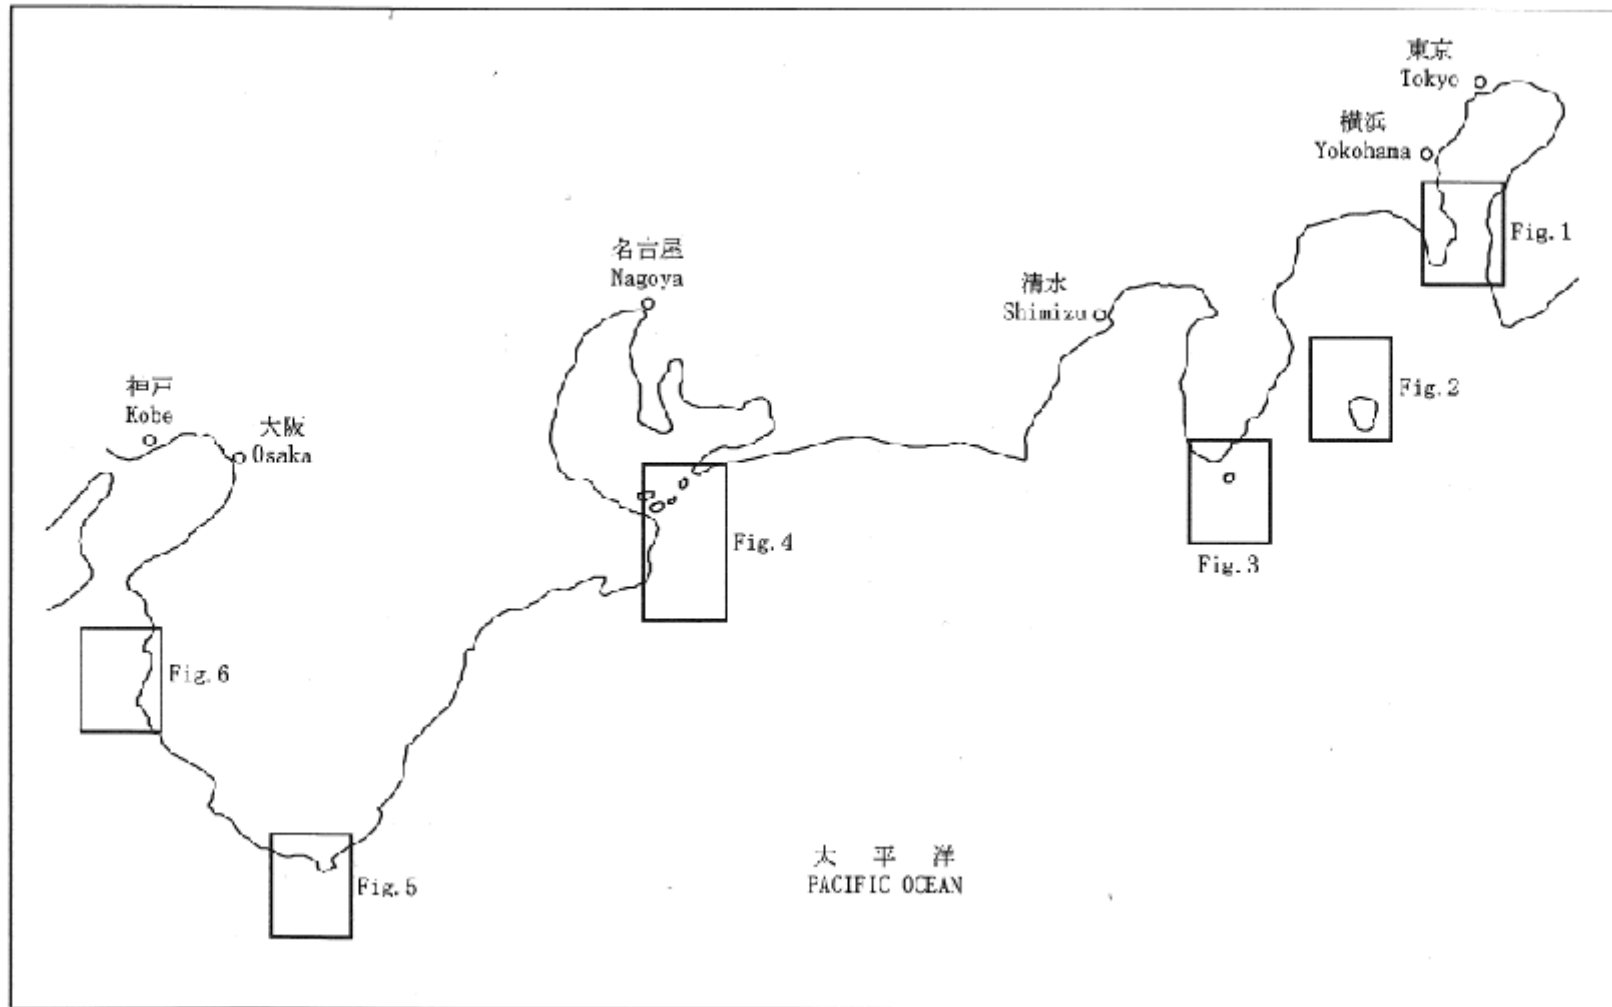 東京
Tokyo
横浜
Yokohama
Fig.1
名古屋
Nagoya
清水
Shimizu
Fig.2
神戸
Kobe
大阪
Osaka
Fig.4
Fig.3
Fig.6
太 平 洋
PACIFIC OCEAN
Fig.5